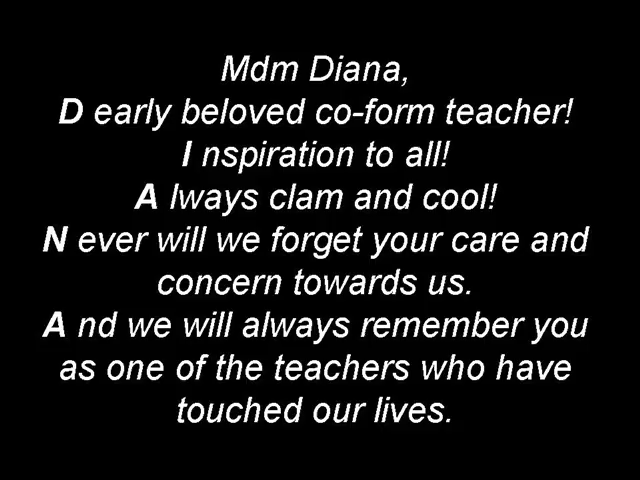 Mdm Diana,
D early beloved co-form teacher!
I nspiration to all!
A lways clam and cool!
N ever will we forget your care and
concern towards us.
A nd we will always remember you
as one of the teachers who have
touched our lives.